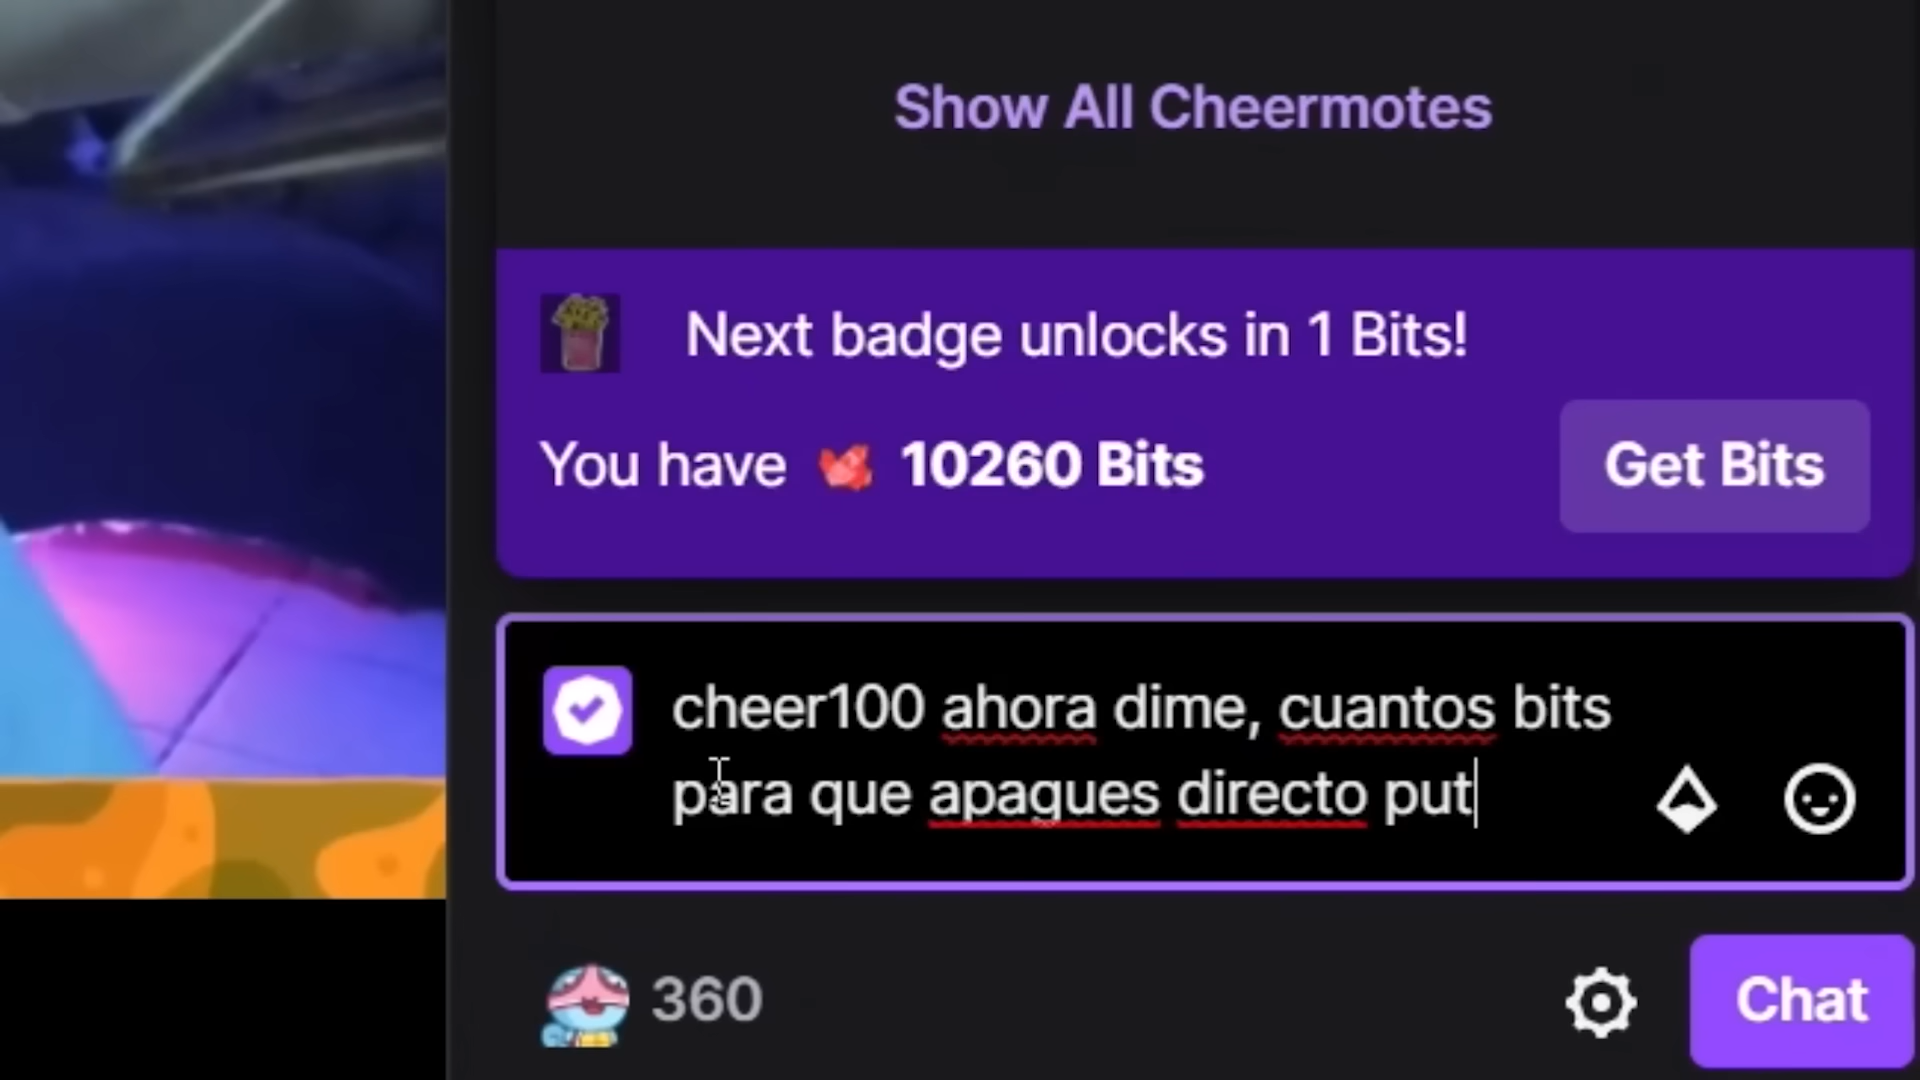 Show All Cheermotes
Next badge unlocks in 1 Bits!
You have 10260 Bits
Get Bits
cheer100 ahora dime, cuantos bits
para que apagues directo put
360
Chat